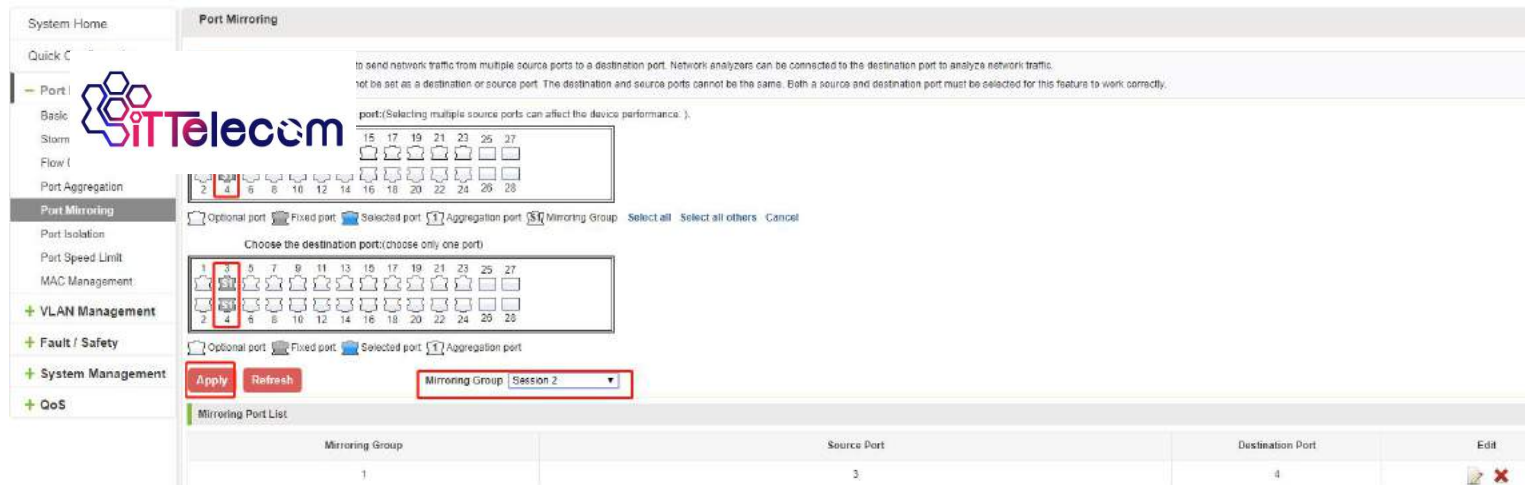 System Home
Port Mirroring
Quick C
to send network traffic from multiple source ports to a destination port. Network analyzers can be connected to the destination port to analyze network traffic.
not be set as a destination or source port. The destination and source ports cannot be the same. Both a source and destination port must be selected for this feature to work correctly.
- Port
SiTTelecom
Basic
port:(Selecting multiple source ports can affect the device performance. ).
Storm
15 17 19 21 23 25 27
Flow
Port Aggregation
2 4 6 8 10 12 14 16 18 20 22 24 26 28
Port Mirroring
Optional port Fixed port Selected port 1 Aggregation port S1 Mirroring Group Select all Select all others Cancel
Port Isolation
Choose the destination port:(choose only one port)
Port Speed Limit
1 3 5 7 9 11 13 15 17 19 21 23 25 27
MAC Management
S1
S1
+ VLAN Management
2 4 6 8 10 12 14 16 18 20 22 24 26 28
+ Fault / Safety
Optional port Fixed port Selected port 1 Aggregation port
+ System Management
Apply Refresh Mirroring Group Session 2
+ QoS
Mirroring Port List
Mirroring Group Source Port Destination Port Edit
1 3 4